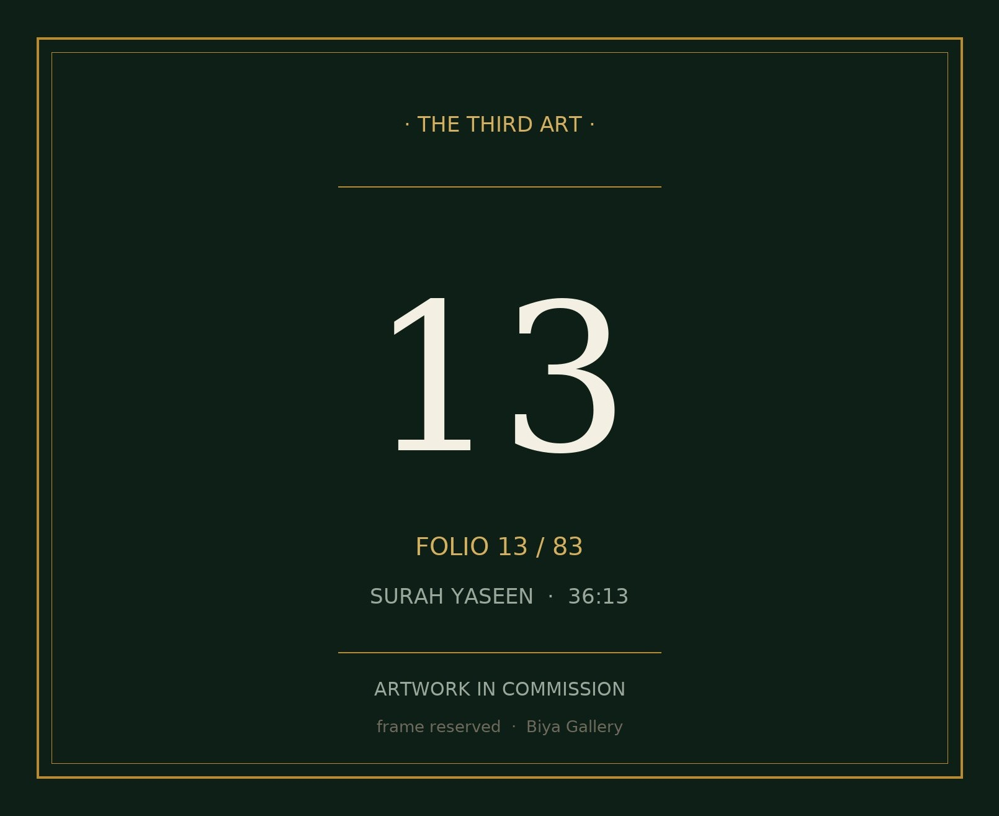 · THE THIRD ART ·
13
FOLIO 13 / 83
SURAH YASEEN · 36:13
ARTWORK IN COMMISSION
frame reserved · Biya Gallery